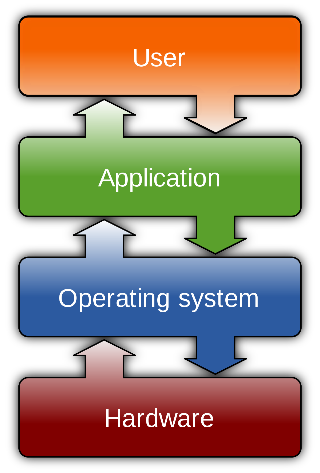 User
Application
Operating system
Hardware